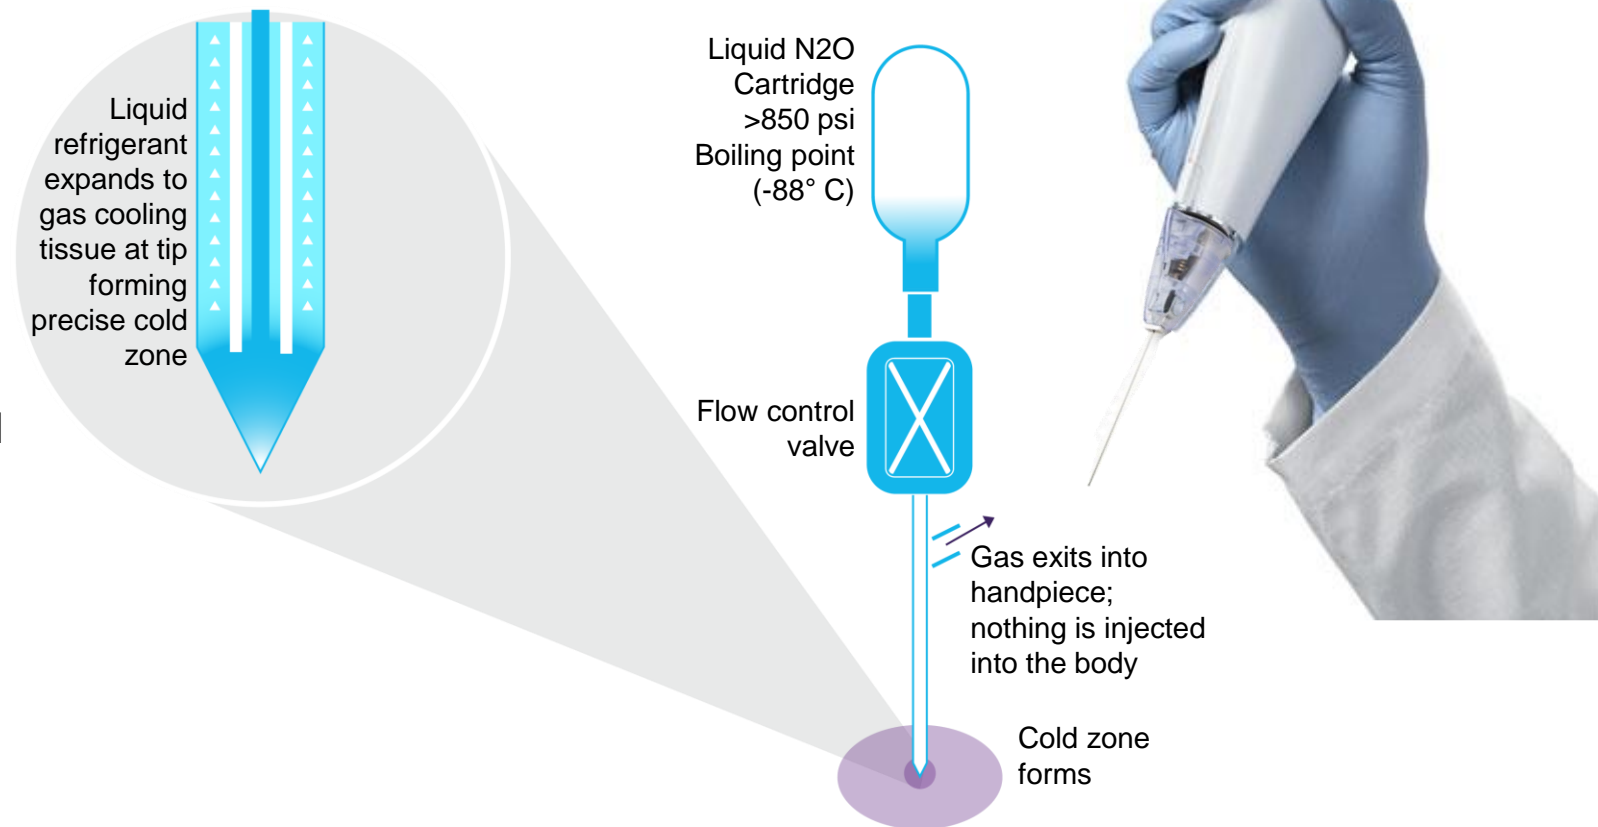 Liquid
refrigerant
expands to
gas cooling
tissue at tip
forming
precise cold
zone
Liquid N2O
Cartridge
>850 psi
Boiling point
(-88° C)
Flow control
valve
Gas exits into
handpiece;
nothing is injected
into the body
Cold zone
forms